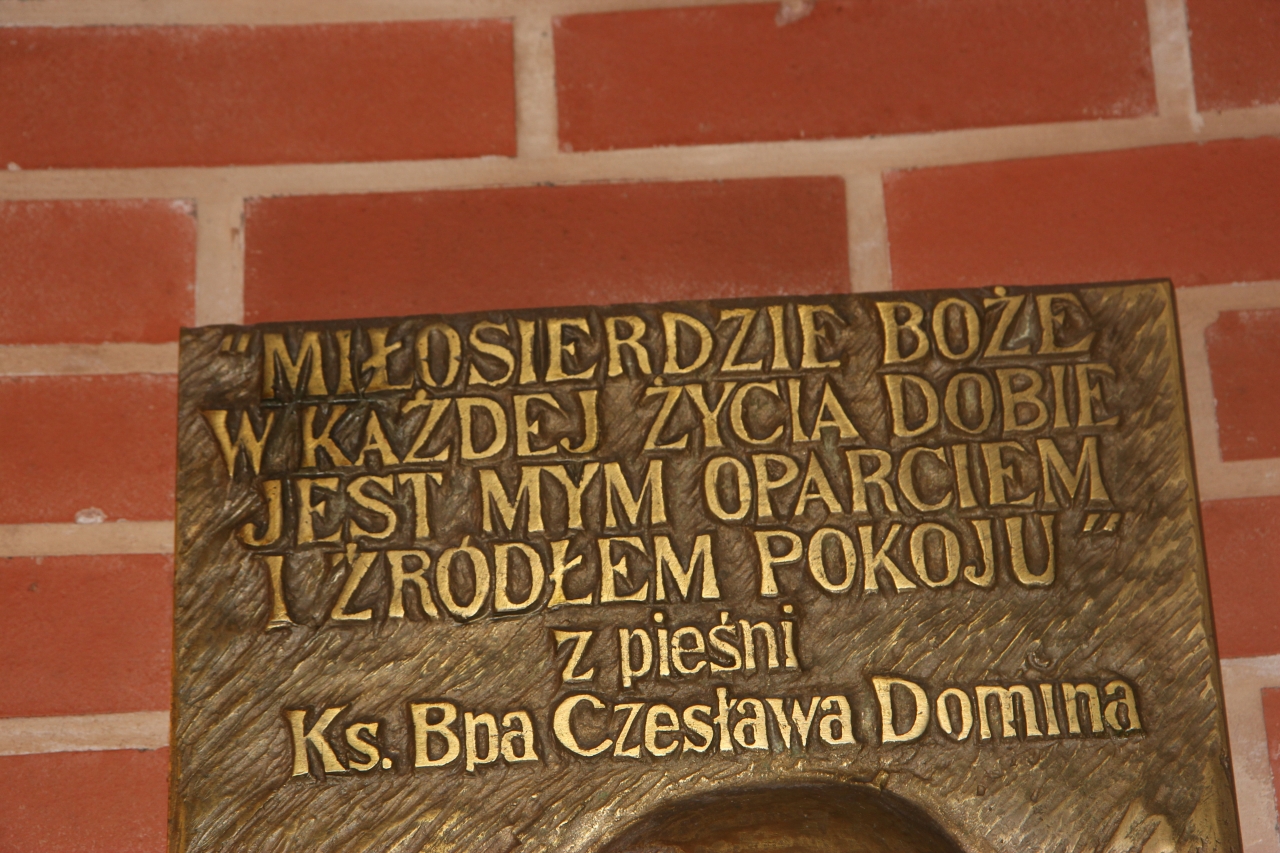 "MIŁOSIERDZIE BOŻE
W KAŻDEJ ŻYCIA DOBIE
JEST MYM OPARCIEM
I ŹRÓDŁEM POKOJU"
z pieśni
Ks. Bpa Czesława Domina